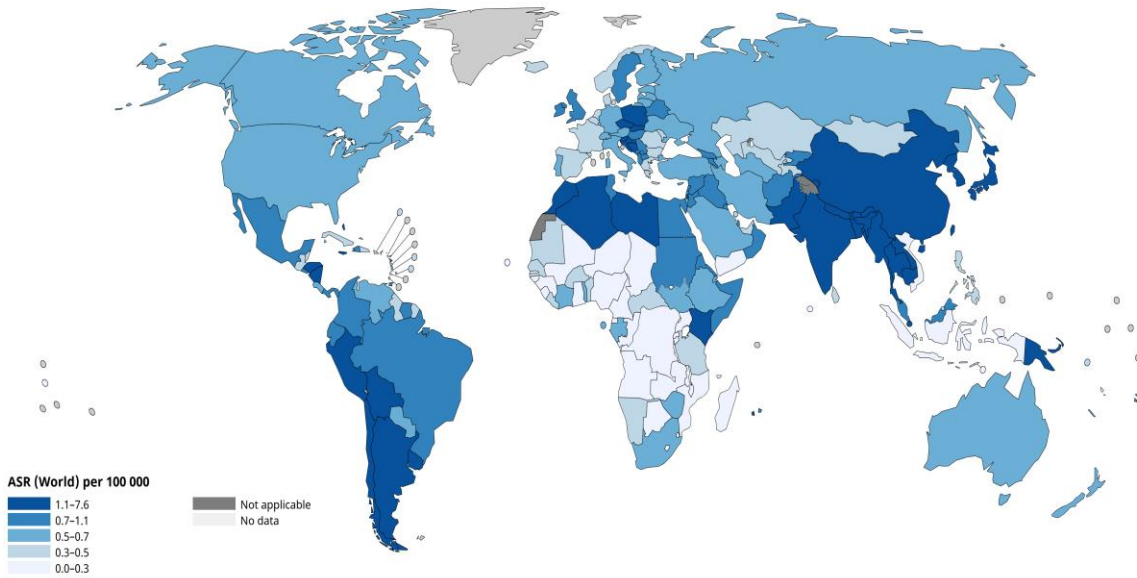 ASR (World) per 100 000
1.1–7.6
0.7–1.1
0.5–0.7
0.3–0.5
0.0–0.3
Not applicable
No data